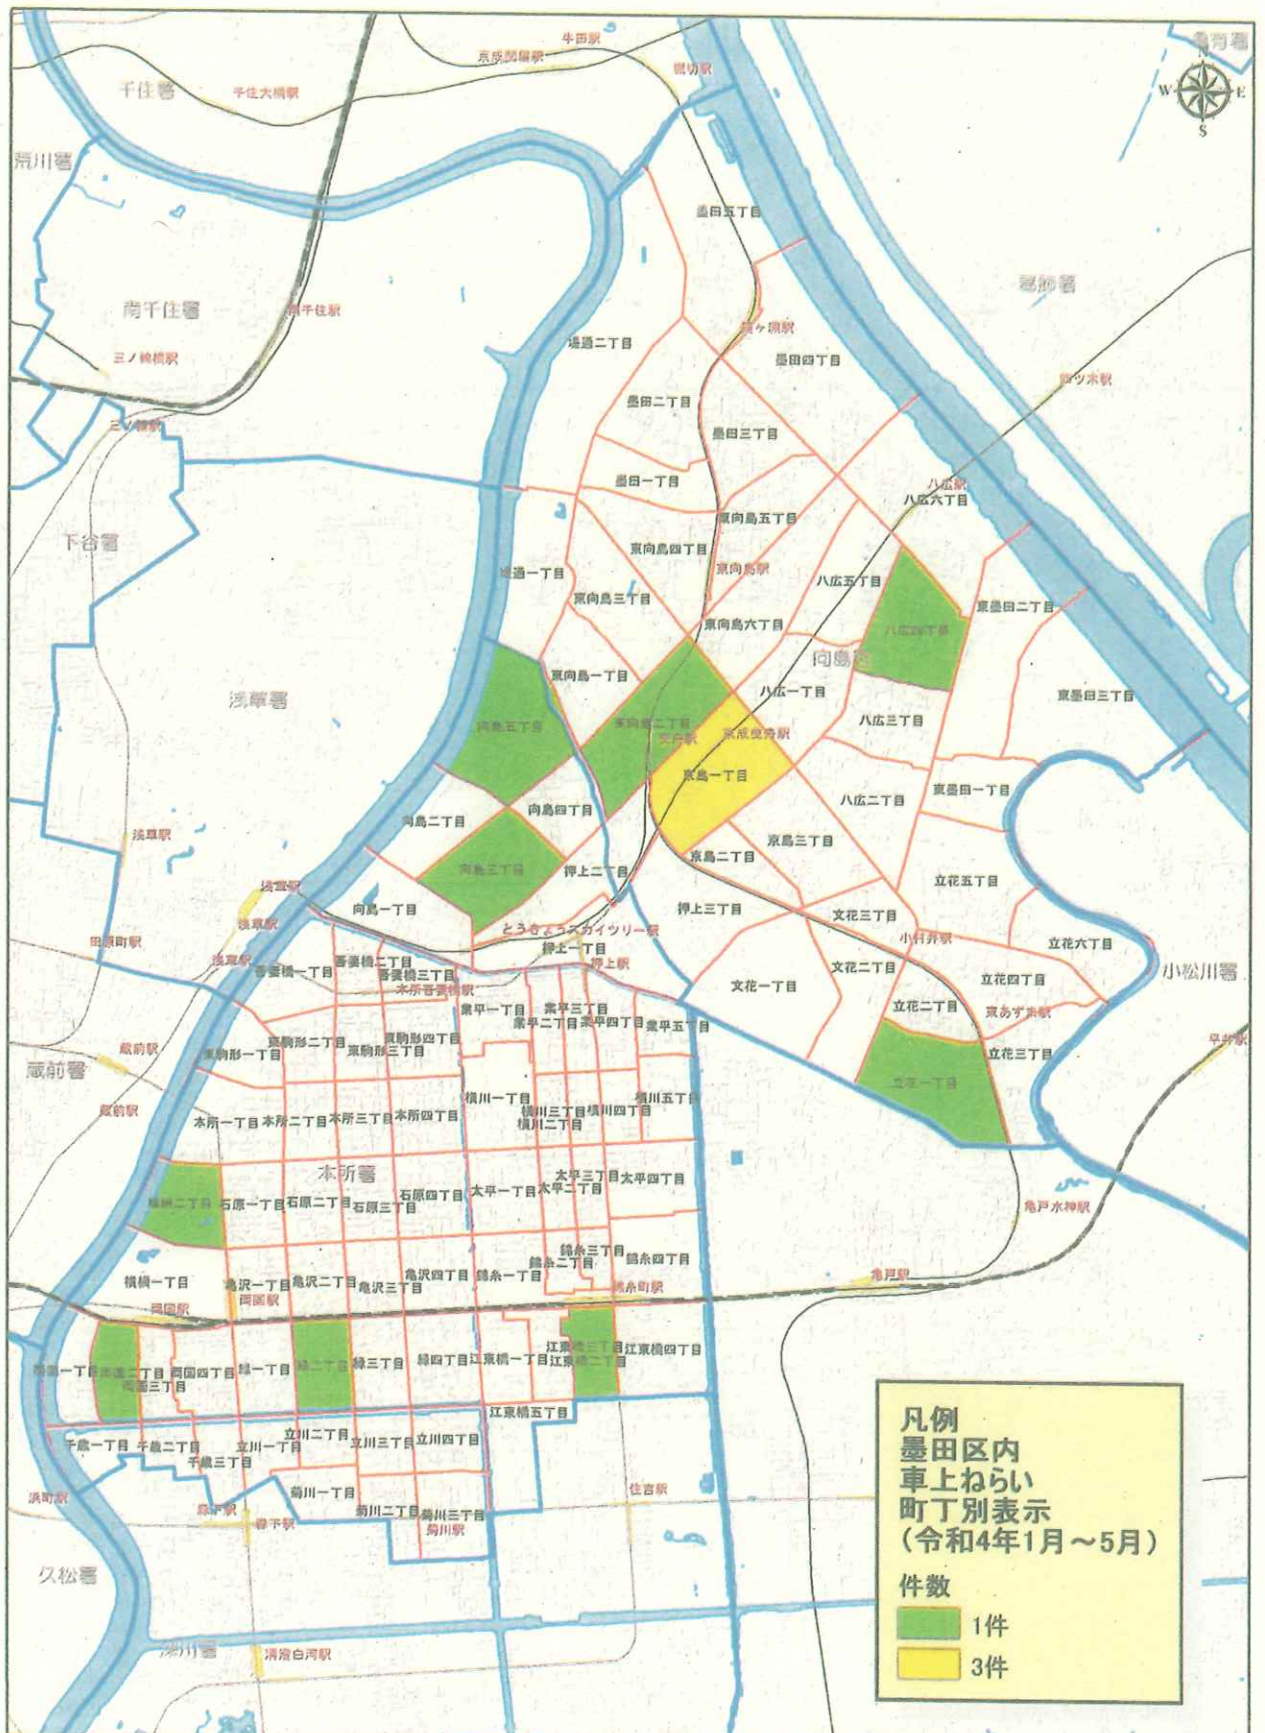 牛田駅
京成関屋駅
堀切駅
N
W
E
S
千住署
千住大橋駅
荒川署
墨田五丁目
葛飾署
南千住署
南千住駅
三ノ輪橋駅
堤通二丁目
鐘ヶ淵駅
墨田四丁目
四ツ木駅
三ノ輪駅
墨田二丁目
墨田三丁目
墨田一丁目
八広駅
八広六丁目
東向島五丁目
下谷署
東向島四丁目
東向島駅
堤通一丁目
八広五丁目
東向島三丁目
東墨田二丁目
東向島六丁目
八広四丁目
向島署
東向島一丁目
浅草署
八広一丁目
東墨田三丁目
向島五丁目
東向島二丁目
曳舟駅
京成曳舟駅
八広三丁目
京島一丁目
東墨田一丁目
八広二丁目
向島四丁目
向島二丁目
浅草駅
京島三丁目
京島二丁目
向島三丁目
押上二丁目
立花五丁目
浅草駅
向島一丁目
押上三丁目
文花三丁目
浅草駅
とうきょうスカイツリー駅
小村井駅
田原町駅
押上一丁目
立花六丁目
浅草駅
吾妻橋一丁目
吾妻橋二丁目
吾妻橋三丁目
押上駅
文花二丁目
小松川署
本所吾妻橋駅
文花一丁目
立花四丁目
業平一丁目
業平三丁目
業平二丁目
業平四丁目
業平五丁目
立花二丁目
東あずま駅
東駒形一丁目
東駒形二丁目
東駒形三丁目
東駒形四丁目
蔵前駅
蔵前署
立花三丁目
平井駅
立花一丁目
蔵前駅
横川一丁目
横川三丁目
横川二丁目
横川四丁目
横川五丁目
本所一丁目
本所二丁目
本所三丁目
本所四丁目
本所署
横網二丁目
石原一丁目
石原二丁目
石原三丁目
石原四丁目
太平一丁目
太平三丁目
太平二丁目
太平四丁目
亀戸水神駅
錦糸三丁目
錦糸二丁目
錦糸四丁目
横網一丁目
亀沢一丁目
亀沢二丁目
亀沢三丁目
亀沢四丁目
錦糸一丁目
亀戸駅
両国駅
両国駅
錦糸町駅
両国一丁目
両国二丁目
両国三丁目
両国四丁目
緑一丁目
緑二丁目
緑三丁目
緑四丁目
江東橋一丁目
江東橋三丁目
江東橋二丁目
江東橋四丁目
江東橋五丁目
千歳一丁目
千歳二丁目
千歳三丁目
立川一丁目
立川二丁目
立川三丁目
立川四丁目
浜町駅
森下駅
森下駅
菊川一丁目
菊川二丁目
菊川三丁目
菊川駅
住吉駅
久松署
深川署
清澄白河駅
凡例
墨田区内
車上ねらい
町丁別表示
(令和4年1月～5月)
件数
1件
3件